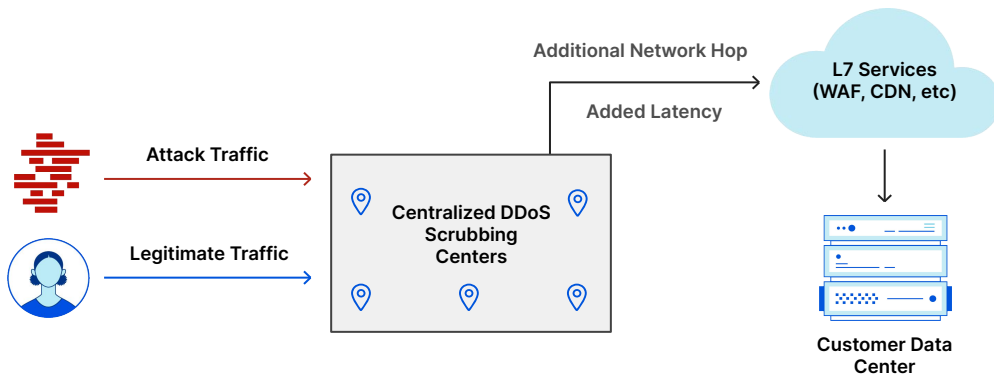 Additional Network Hop
Added Latency
L7 Services
(WAF, CDN, etc)
Attack Traffic
Legitimate Traffic
Centralized DDoS
Scrubbing
Centers
Customer Data
Center